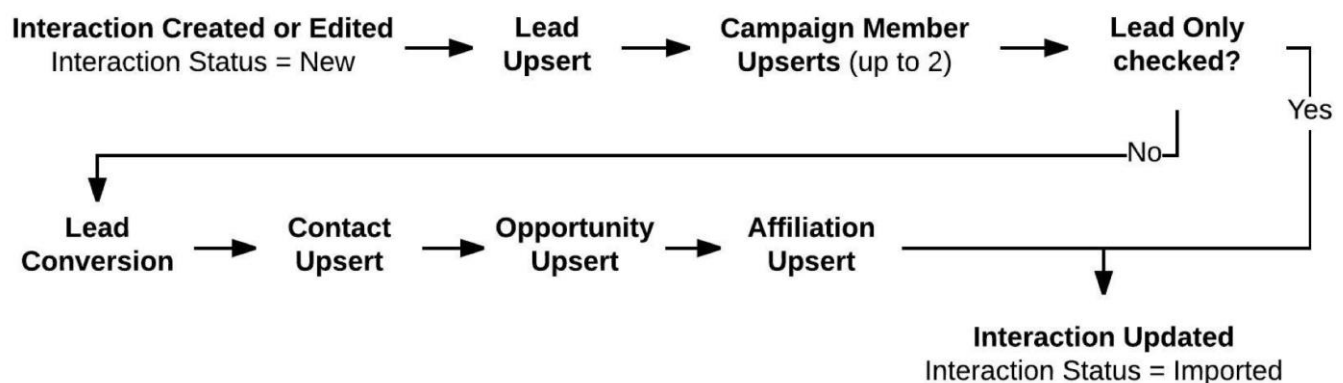 Interaction Created or Edited
Interaction Status = New
Lead
Upsert
Campaign Member
Upserts (up to 2)
Lead Only
checked?
Yes
No
Lead
Conversion
Contact
Upsert
Opportunity
Upsert
Affiliation
Upsert
Interaction Updated
Interaction Status = Imported